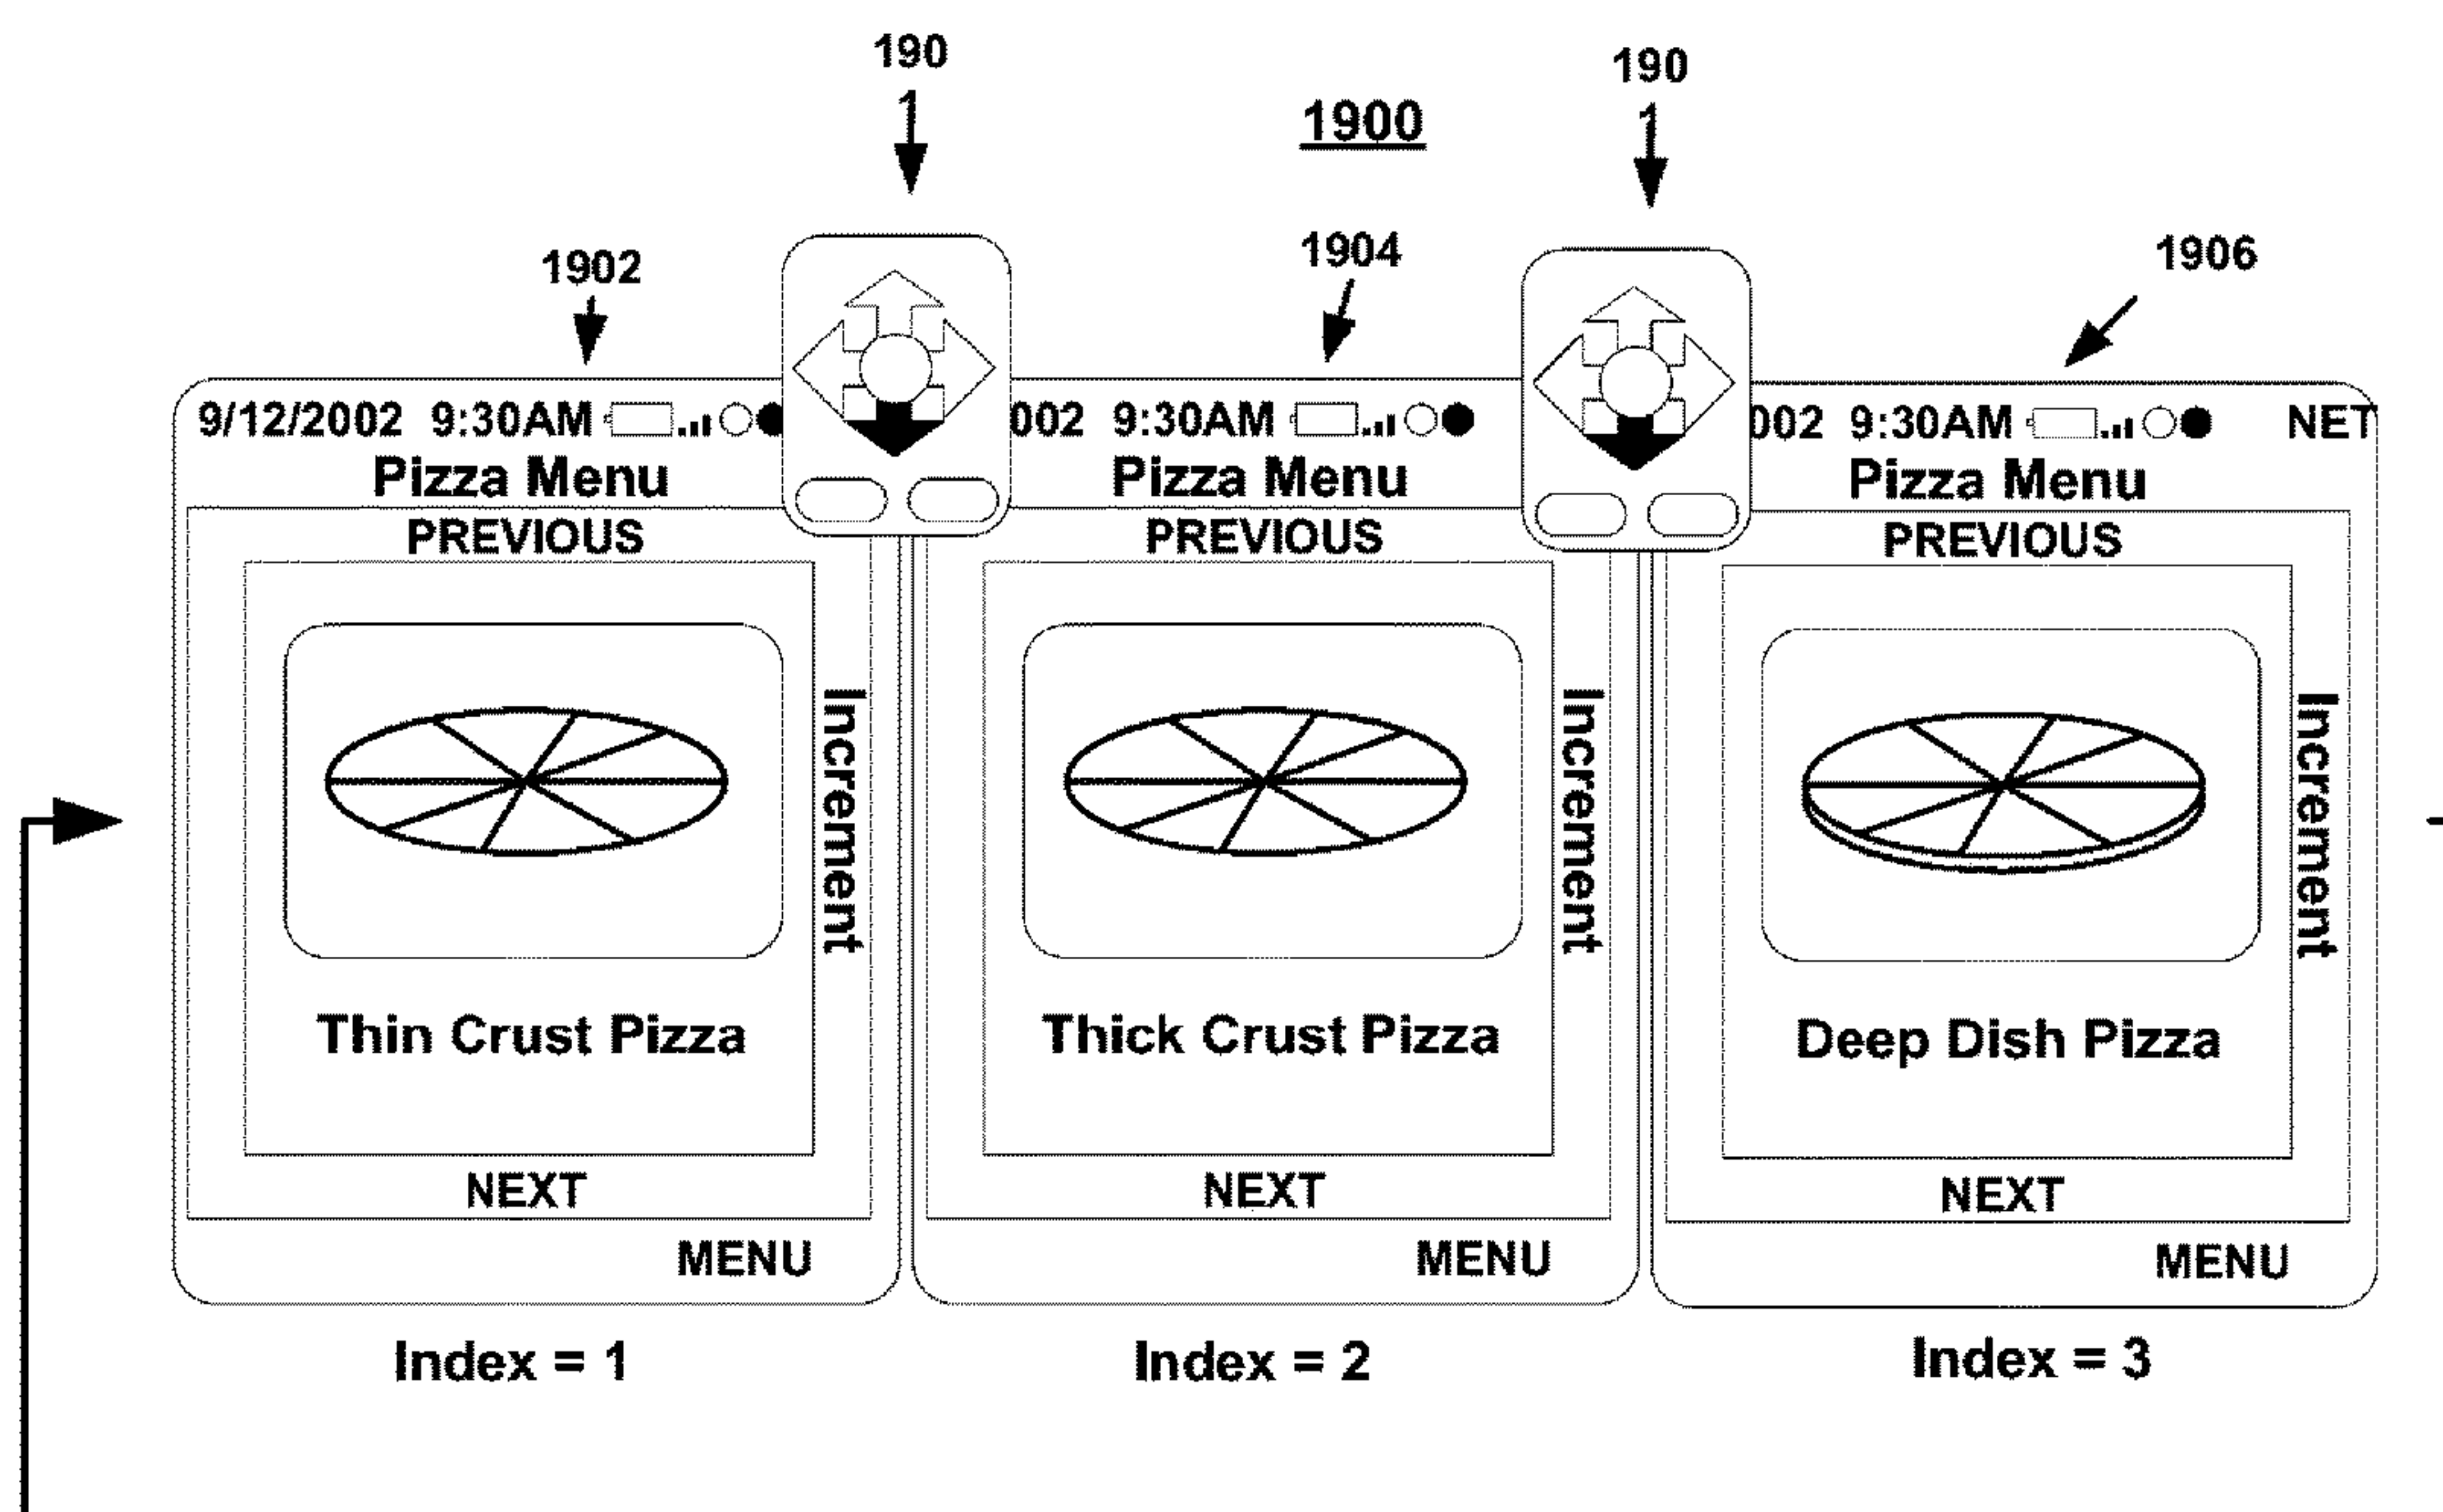 190
1
190
1
1900
1902
1904
1906
9/12/2002 9:30AM
Pizza Menu
PREVIOUS
Increment
Thin Crust Pizza
NEXT
MENU
Index = 1
002 9:30AM
Pizza Menu
PREVIOUS
Increment
Thick Crust Pizza
NEXT
MENU
Index = 2
002 9:30AM NET
Pizza Menu
PREVIOUS
Increment
Deep Dish Pizza
NEXT
MENU
Index = 3